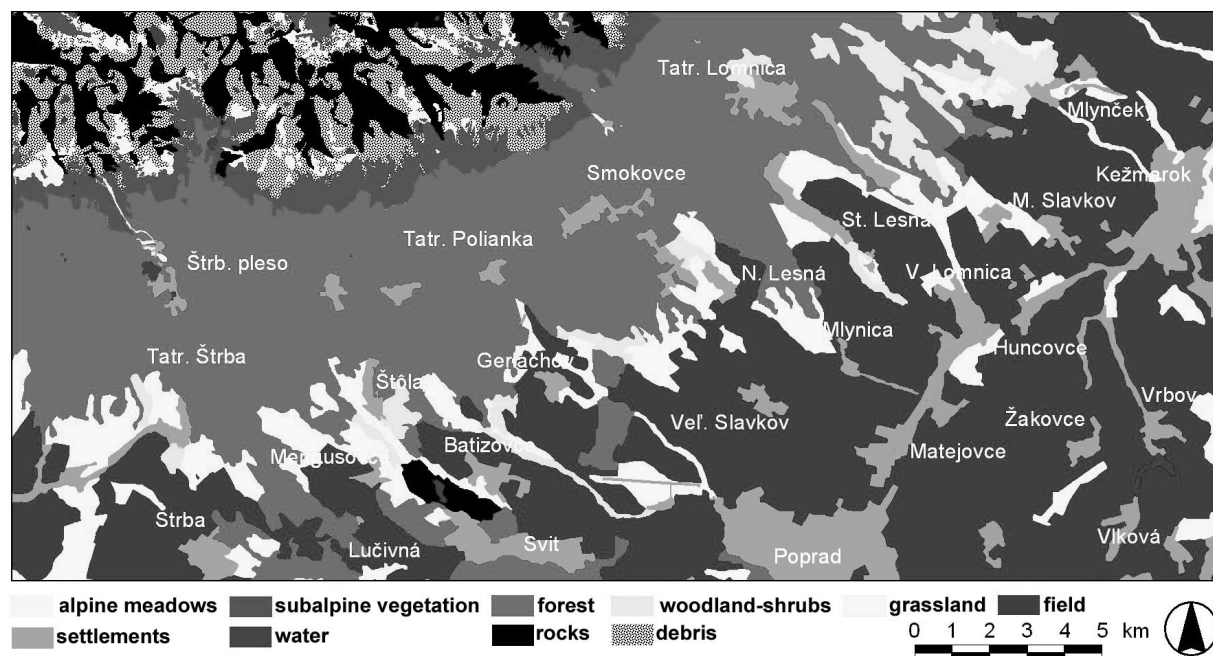 Tatr. Lomnica
Mlynčeky
Smokovce
Kežmarok
M. Slavkov
St. Lesná
Tatr. Polianka
Štrb. pleso
N. Lesná
V. Lomnica
Mlynica
Huncovce
Tatr. Štrba
Gerlachov
Štôla
Vrbov
Žakovce
Veľ. Slavkov
Batizovce
Matejovce
Mengusovce
Štrba
Vlková
Lučivná
Svit
Poprad
alpine meadows subalpine vegetation forest woodland-shrubs grassland field
settlements water rocks debris
0 1 2 3 4 5 km